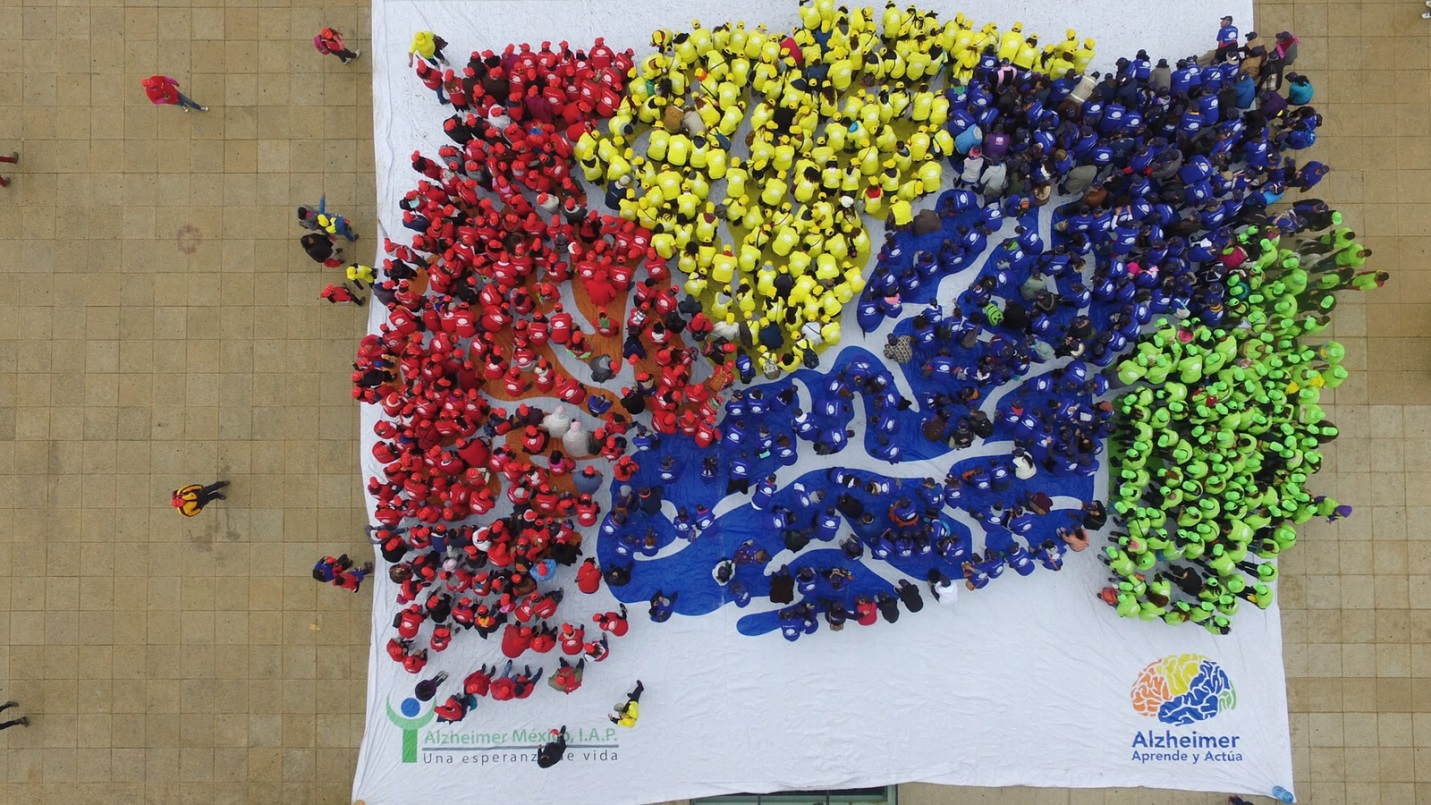 Alzheimer México, I.A.P.
Una esperanza de vida
Alzheimer
Aprende y Actúa